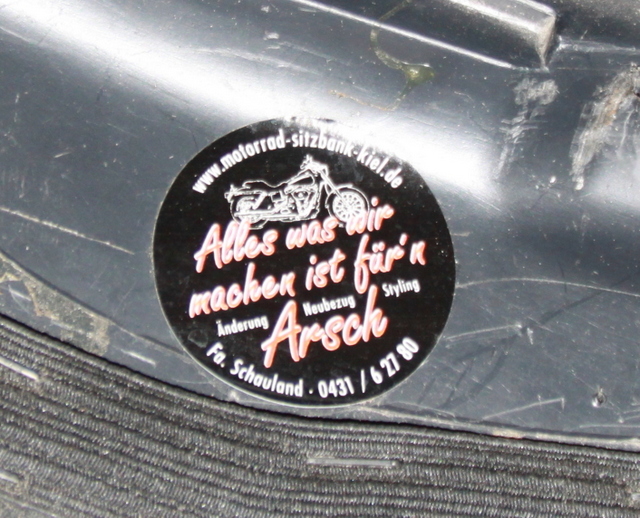 www.motorrad-sitzbank-kiel.de
Alles was wir
machen ist für'n
Änderung Neubezug Styling
Arsch
Fa. Schauland · 0431 / 6 27 80